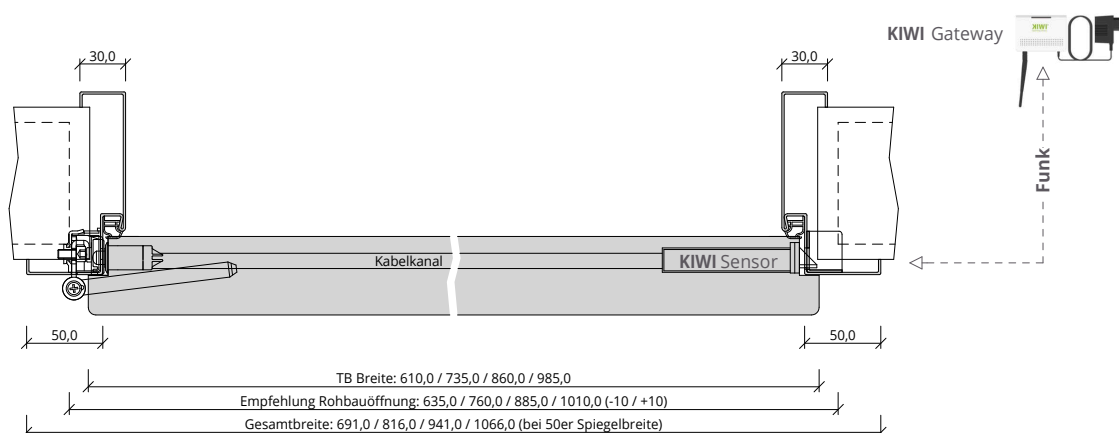 KIWI Gateway
KIWI
30,0
30,0
Funk
Kabelkanal
KIWI Sensor
50,0
50,0
TB Breite: 610,0 / 735,0 / 860,0 / 985,0
Empfehlung Rohbauöffnung: 635,0 / 760,0 / 885,0 / 1010,0 (-10 / +10)
Gesamtbreite: 691,0 / 816,0 / 941,0 / 1066,0 (bei 50er Spiegelbreite)